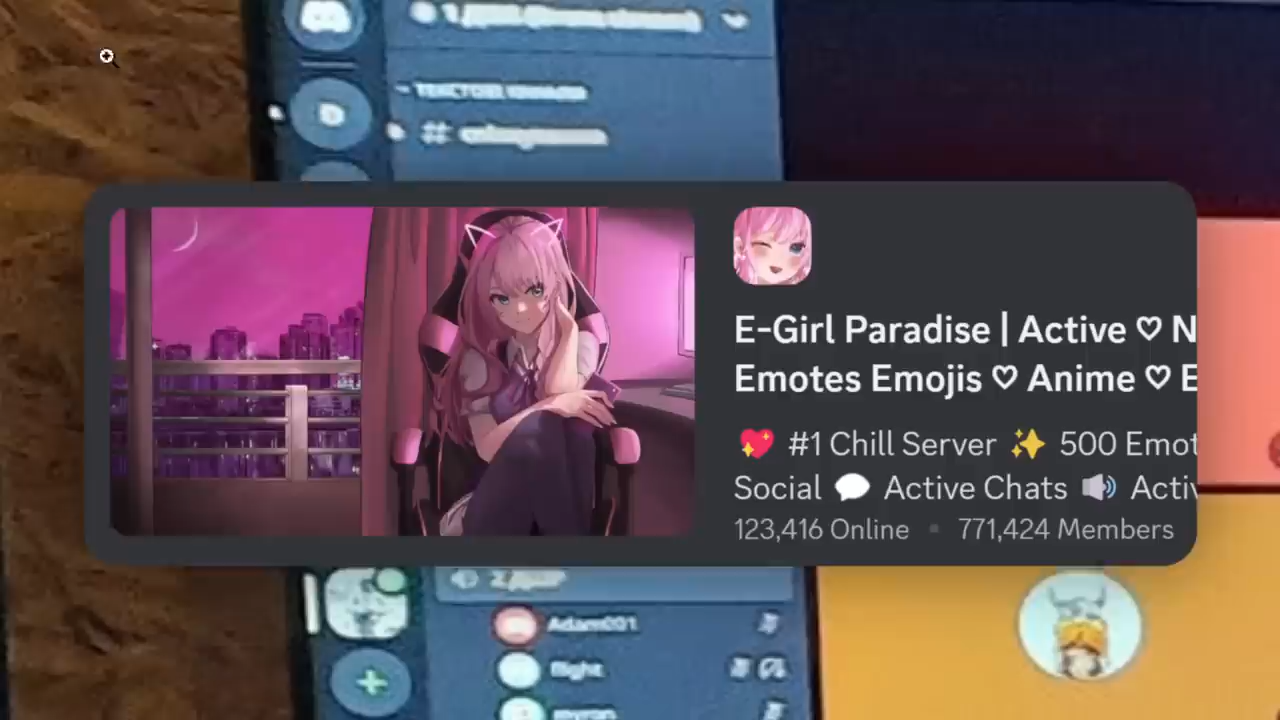 E-Girl Paradise | Active ♡ N
Emotes Emojis ♡ Anime ♡ E
💖 #1 Chill Server ✨ 500 Emot
Social 💬 Active Chats 🔊 Activ
123,416 Online • 771,424 Members
Adam001
flight